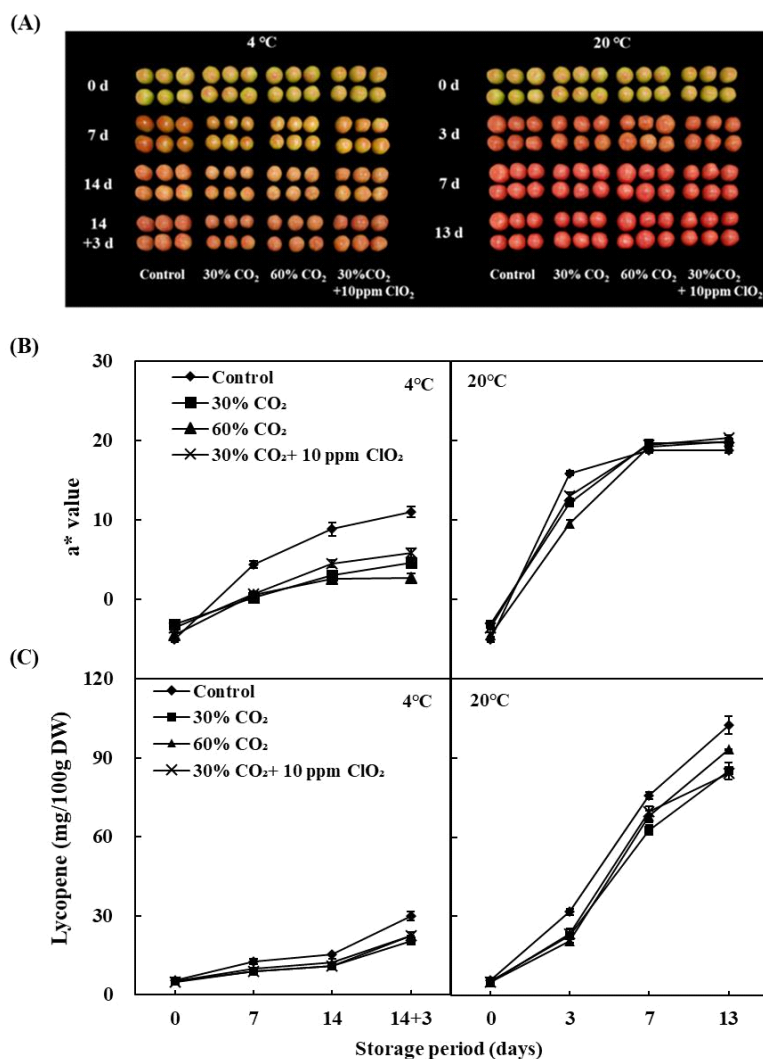 (A)
4 °C
20 °C
0 d
7 d
14 d
14
+3 d
0 d
3 d
7 d
13 d
Control
30% CO₂
60% CO₂
30%CO₂
+10ppm ClO₂
Control
30% CO₂
60% CO₂
30%CO₂
+ 10ppm ClO₂
(B)
30
20
10
0
a* value
Control
30% CO₂
60% CO₂
30% CO₂+ 10 ppm ClO₂
4°C
20°C
(C)
120
90
60
30
0
Lycopene (mg/100g DW)
Control
30% CO₂
60% CO₂
30% CO₂+ 10 ppm ClO₂
4°C
20°C
0
7
14
14+3
0
3
7
13
Storage period (days)